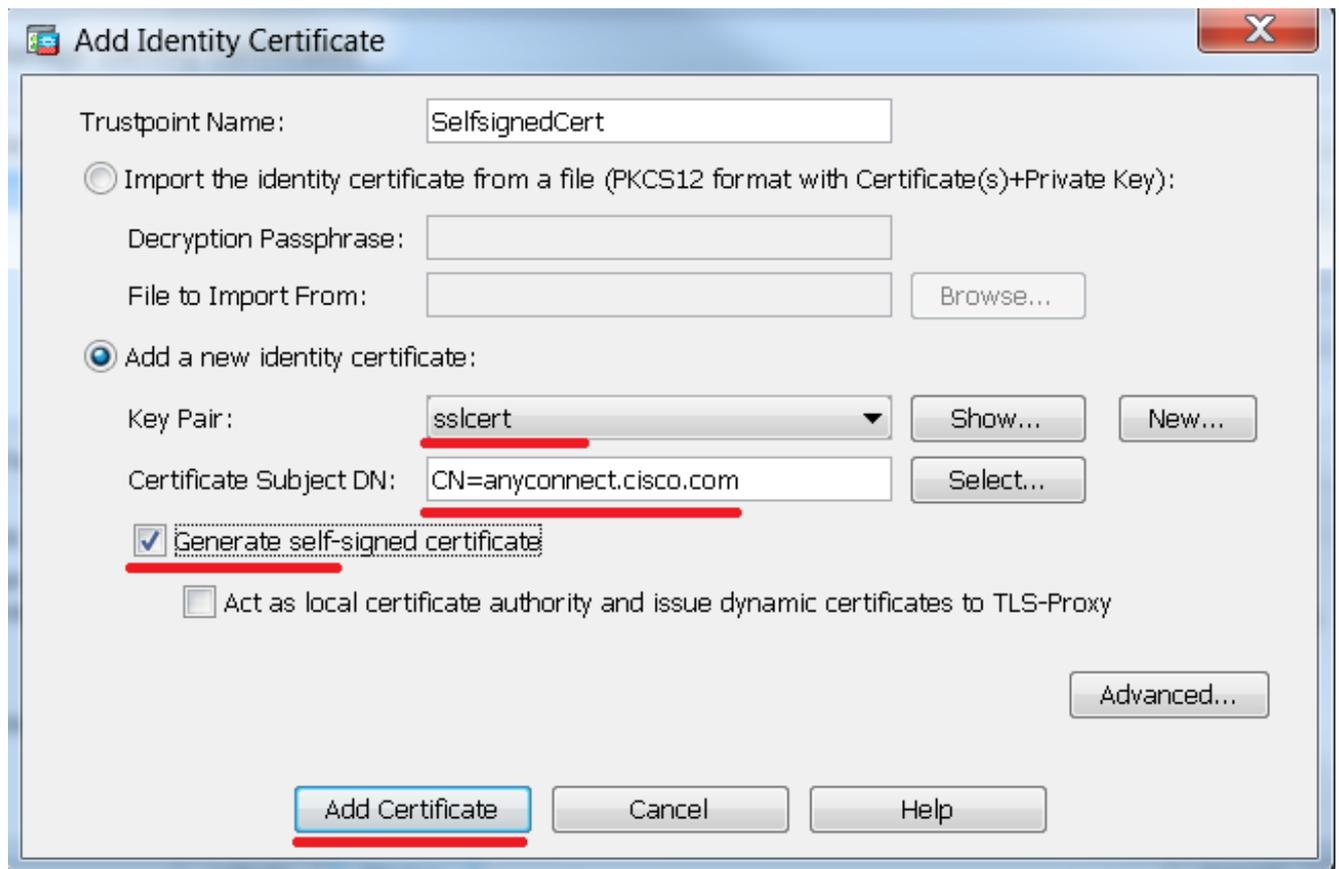 Add Identity Certificate
Trustpoint Name: SelfsignedCert
Import the identity certificate from a file (PKCS12 format with Certificate(s)+Private Key):
Decryption Passphrase:
File to Import From: Browse...
Add a new identity certificate:
Key Pair: sslcert Show... New...
Certificate Subject DN: CN=anyconnect.cisco.com Select...
Generate self-signed certificate
Act as local certificate authority and issue dynamic certificates to TLS-Proxy
Advanced...
Add Certificate Cancel Help